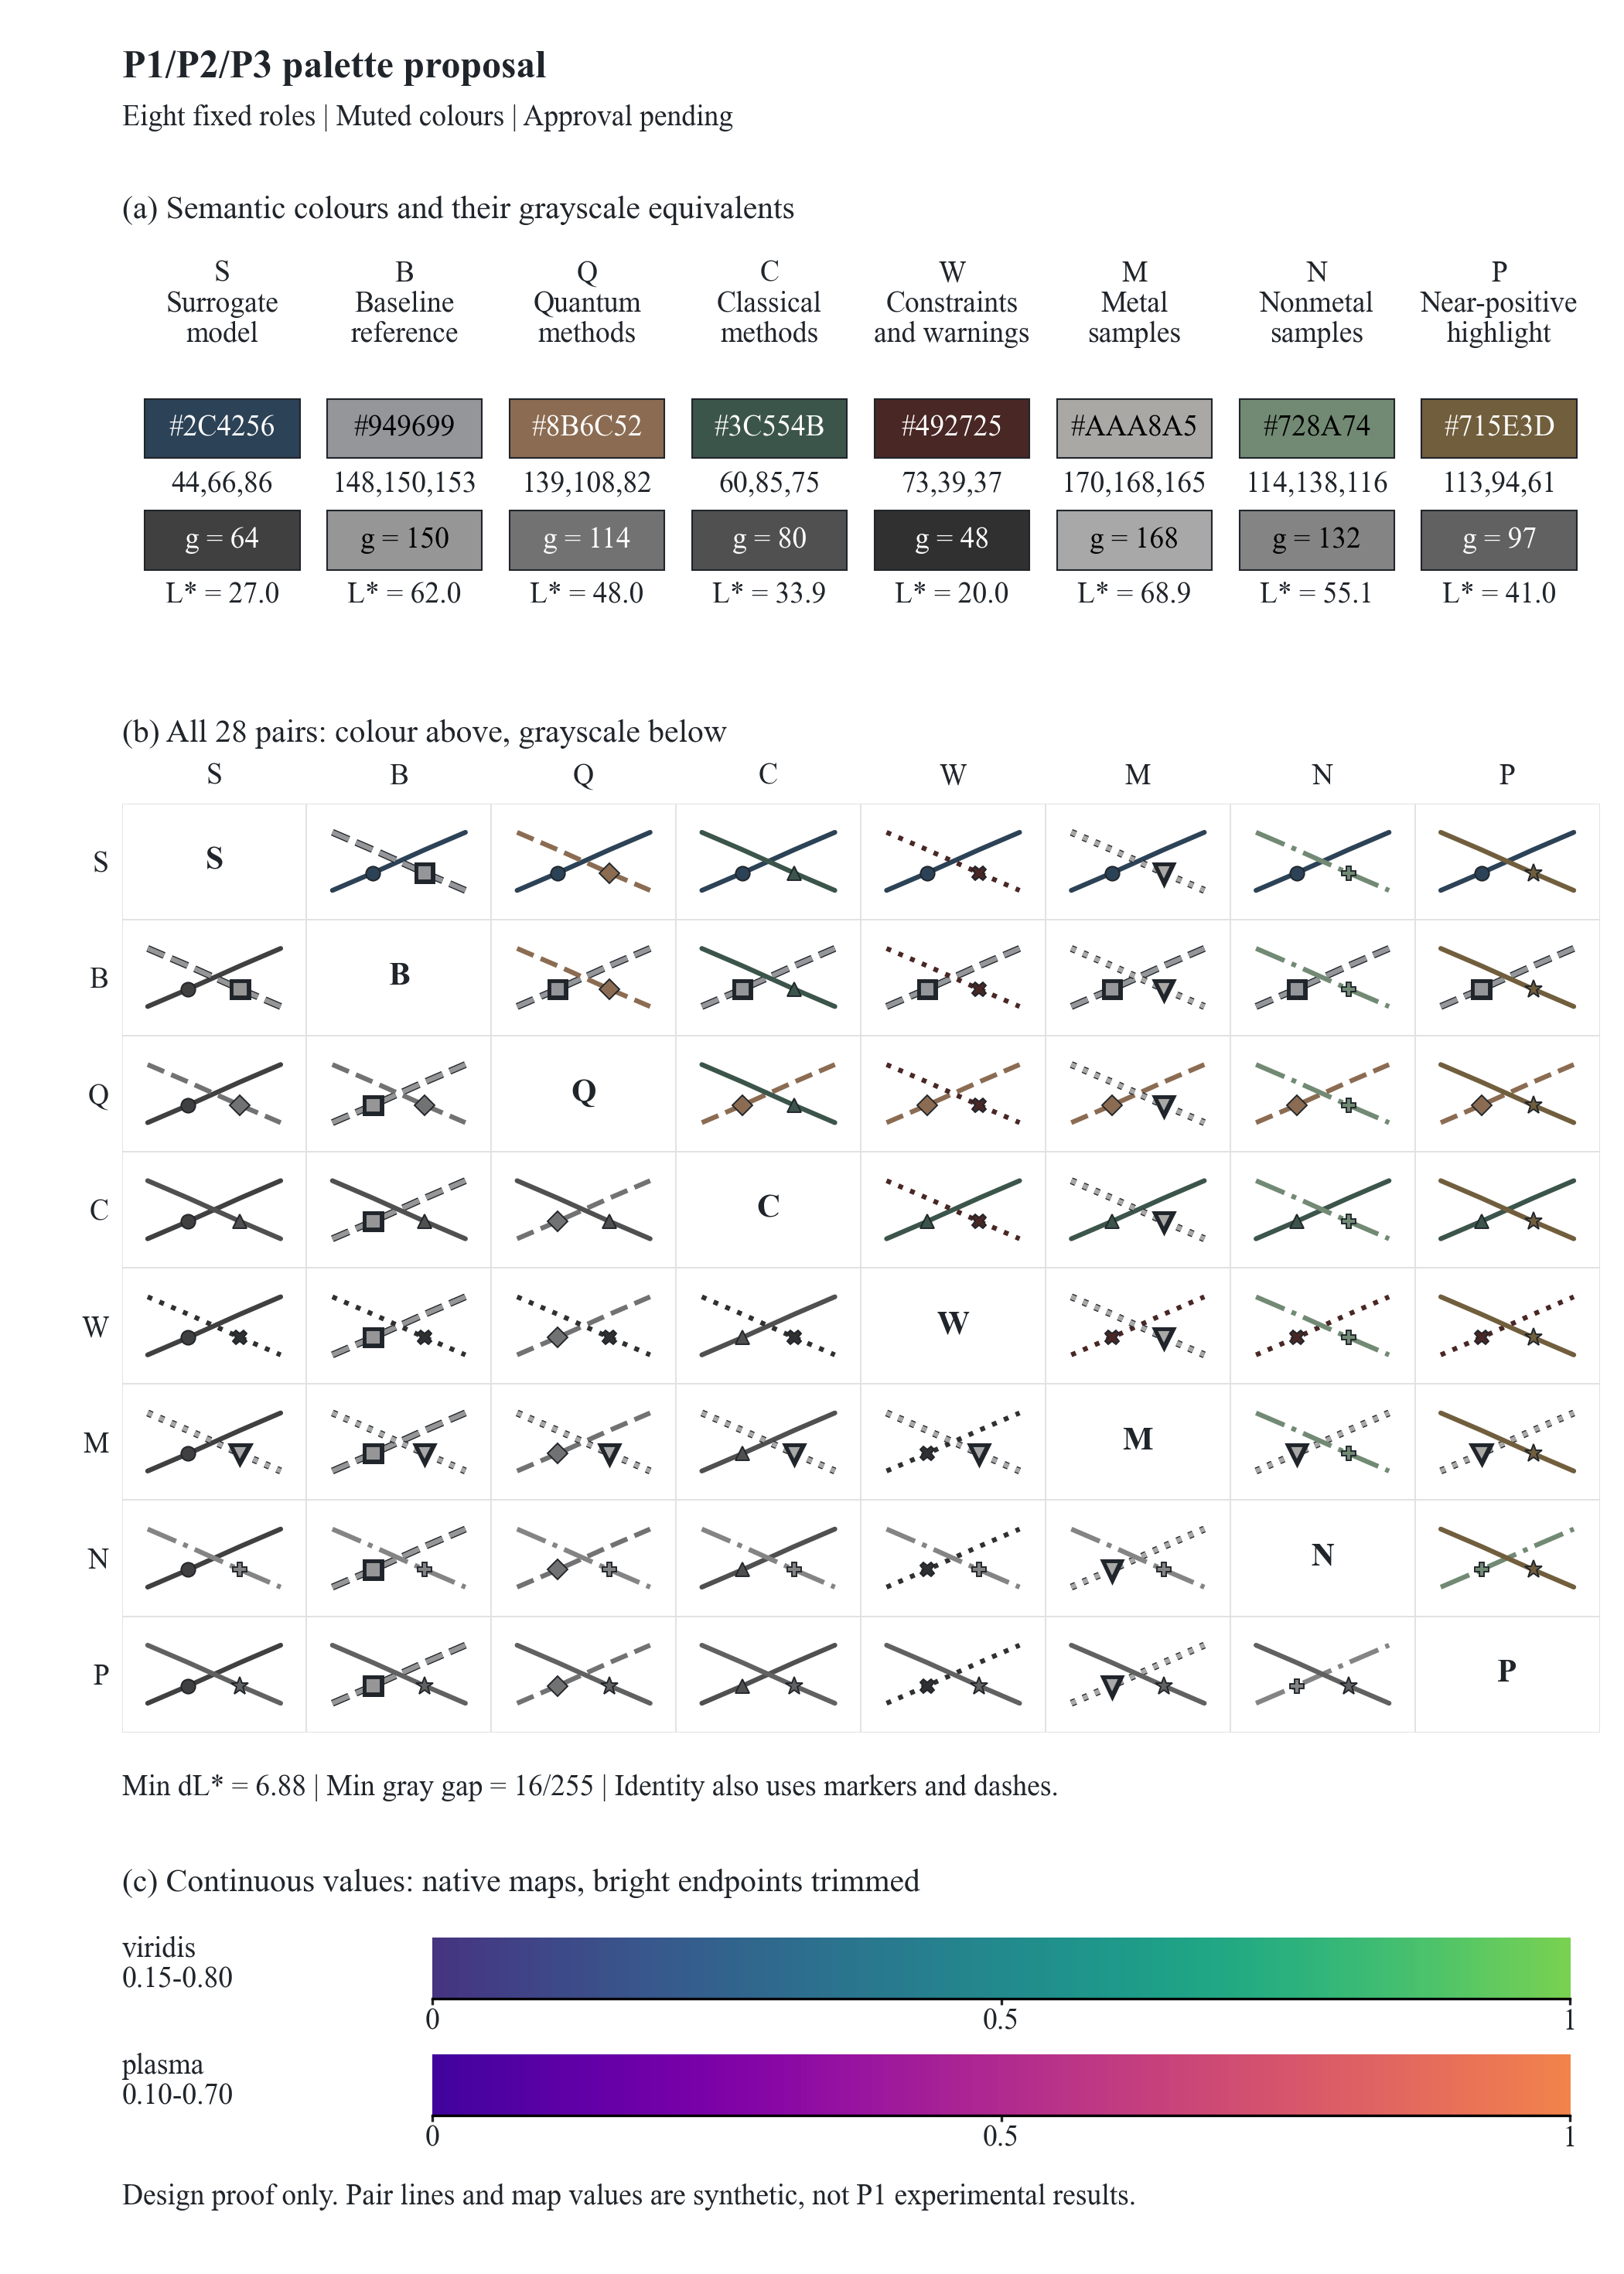 P1/P2/P3 palette proposal
Eight fixed roles | Muted colours | Approval pending
(a) Semantic colours and their grayscale equivalents
S B Q C W M N P
Surrogate Baseline Quantum Classical Constraints Metal Nonmetal Near-positive
model reference methods methods and warnings samples samples highlight
#2C4256 #949699 #8B6C52 #3C554B #492725 #AAA8A5 #728A74 #715E3D
44,66,86 148,150,153 139,108,82 60,85,75 73,39,37 170,168,165 114,138,116 113,94,61
g = 64 g = 150 g = 114 g = 80 g = 48 g = 168 g = 132 g = 97
L* = 27.0 L* = 62.0 L* = 48.0 L* = 33.9 L* = 20.0 L* = 68.9 L* = 55.1 L* = 41.0
(b) All 28 pairs: colour above, grayscale below
S B Q C W M N P
S S
B B
Q Q
C C
W W
M M
N N
P P
Min dL* = 6.88 | Min gray gap = 16/255 | Identity also uses markers and dashes.
(c) Continuous values: native maps, bright endpoints trimmed
viridis
0.15-0.80
0 0.5 1
plasma
0.10-0.70
0 0.5 1
Design proof only. Pair lines and map values are synthetic, not P1 experimental results.